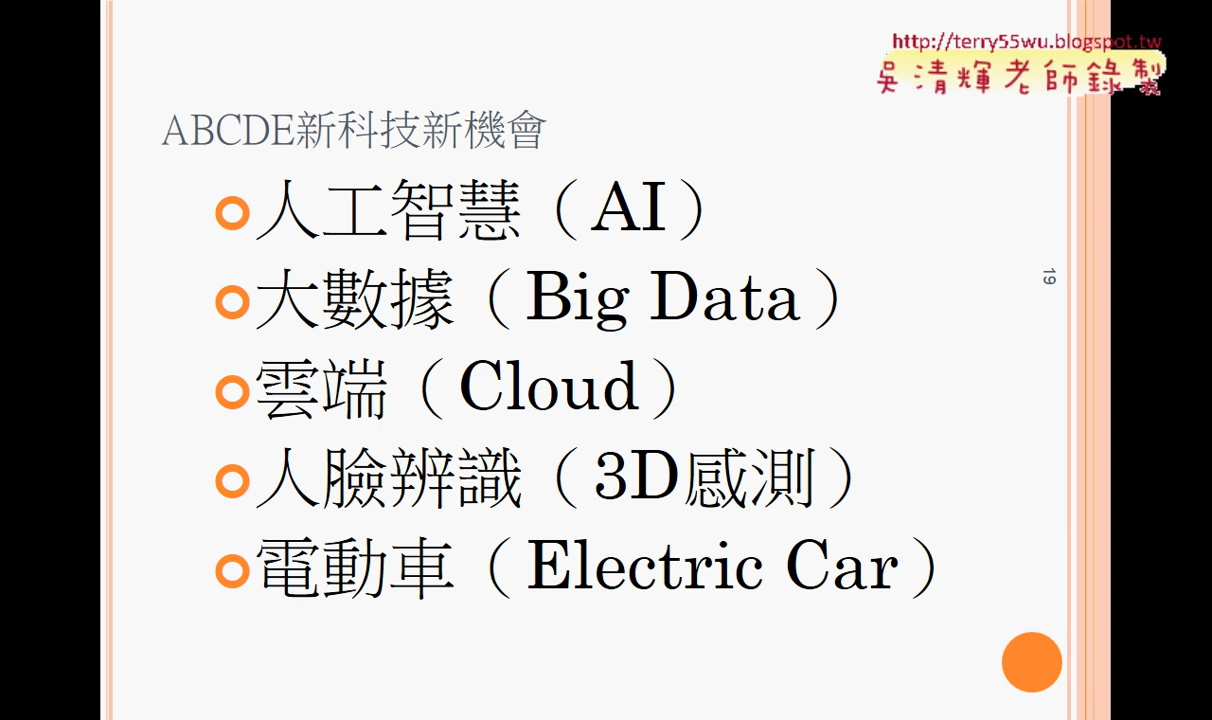 http://terry55wu.blogspot.tw
吳清輝老師錄製
ABCDE新科技新機會
人工智慧（AI）
大數據（Big Data）
雲端（Cloud）
人臉辨識（3D感測）
電動車（Electric Car）
19